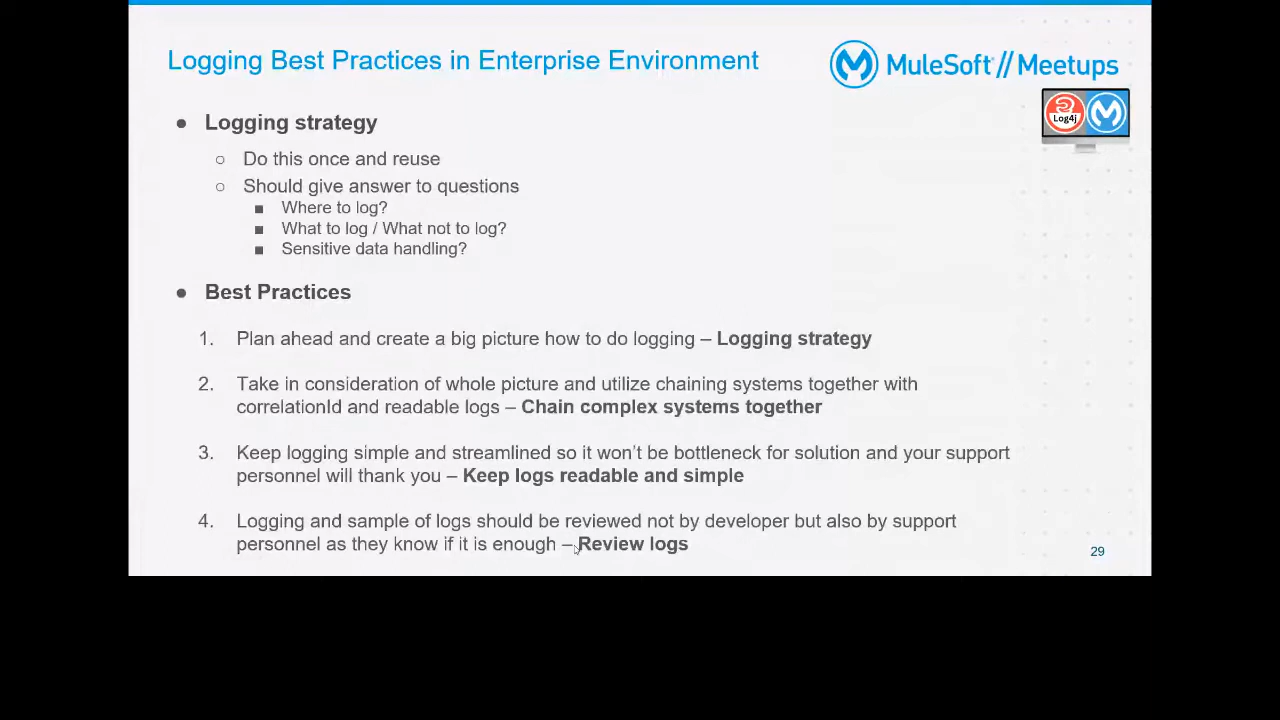 Logging Best Practices in Enterprise Environment
MuleSoft // Meetups
Log4j
● Logging strategy
○ Do this once and reuse
○ Should give answer to questions
■ Where to log?
■ What to log / What not to log?
■ Sensitive data handling?
● Best Practices
1. Plan ahead and create a big picture how to do logging – Logging strategy
2. Take in consideration of whole picture and utilize chaining systems together with
correlationId and readable logs – Chain complex systems together
3. Keep logging simple and streamlined so it won't be bottleneck for solution and your support
personnel will thank you – Keep logs readable and simple
4. Logging and sample of logs should be reviewed not by developer but also by support
personnel as they know if it is enough – Review logs
29